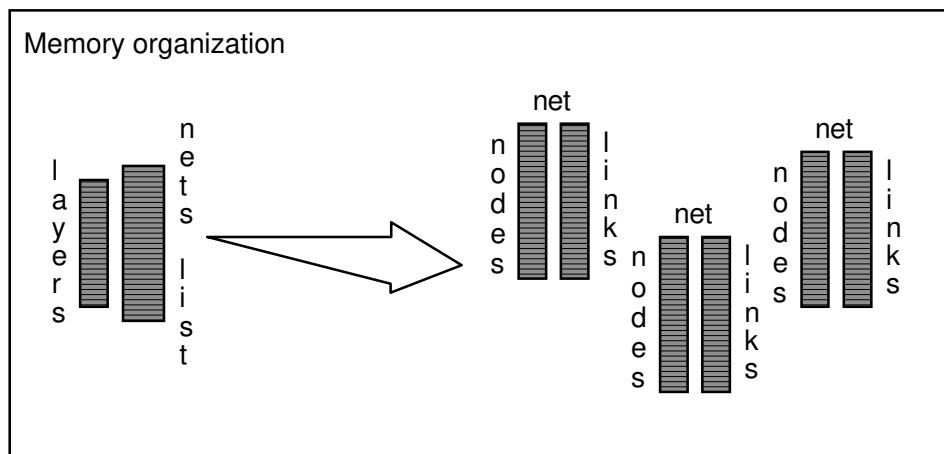 Memory organization
layers
nets list
net
nodes
links
net
nodes
links
net
nodes
links